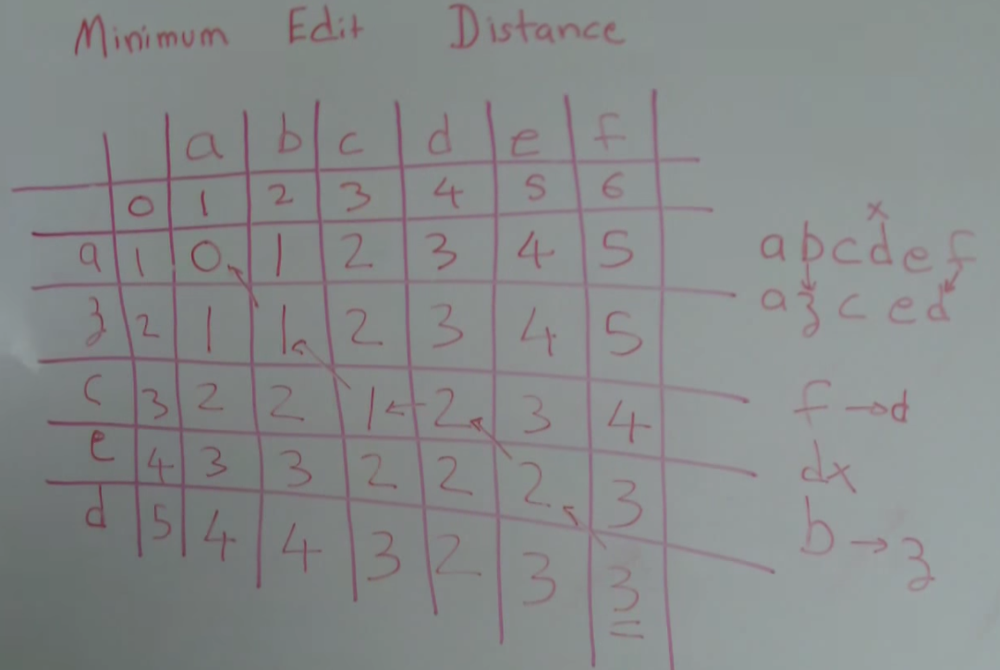 Minimum Edit Distance
a b c d e f
0 1 2 3 4 5 6
a 1 0 1 2 3 4 5
z 2 1 1 2 3 4 5
c 3 2 2 1 2 3 4
e 4 3 3 2 2 2 3
d 5 4 4 3 2 3 3
x
a b c d e f
a z c e d
f → d
dx
b → z